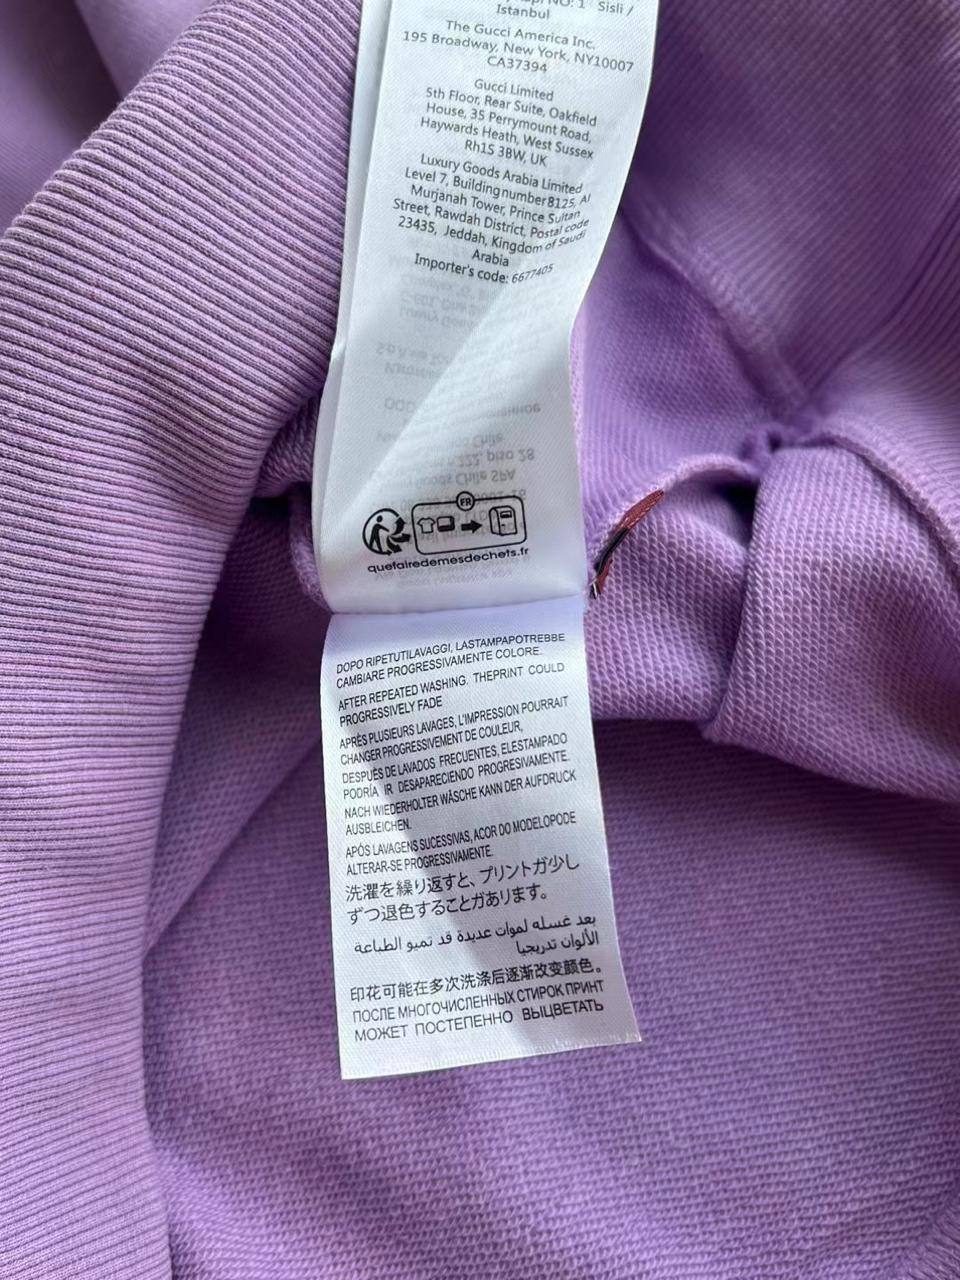 NO: 1 Sisli /
Istanbul
The Gucci America Inc.
195 Broadway, New York, NY10007
CA37394
Gucci Limited
5th Floor, Rear Suite, Oakfield
House, 35 Perrymount Road,
Haywards Heath, West Sussex
Rh1S 3BW, UK
Luxury Goods Arabia Limited
Level 7, Building number8125, Al
Murjanah Tower, Prince Sultan
Street, Rawdah District, Postal code
23435, Jeddah, Kingdom of Saudi
Arabia
Importer's code: 6677405
FR
quefairedemesdechets.fr
DOPO RIPETUTILAVAGGI, LASTAMPAPOTREBBE
CAMBIARE PROGRESSIVAMENTE COLORE.
AFTER REPEATED WASHING. THEPRINT COULD
PROGRESSIVELY FADE
APRÈS PLUSIEURS LAVAGES, L'IMPRESSION POURRAIT
CHANGER PROGRESSIVEMENT DE COULEUR,
DESPUÉS DE LAVADOS FRECUENTES, ELESTAMPADO
PODRÍA IR DESAPARECIENDO PROGRESIVAMENTE.
NACH WIEDERHOLTER WÄSCHE KANN DER AUFDRUCK
AUSBLEICHEN.
APÓS LAVAGENS SUCESSIVAS, ACOR DO MODELOPODE
ALTERAR-SE PROGRESSIVAMENTE.
洗濯を繰り返すと、プリントガ少し
ずつ退色することガあります。
بعد غسله لموات عديدة قد تميو الطباعة
الألوان تدريجيا
印花可能在多次洗涤后逐渐改变颜色。
ПОСЛЕ МНОГОЧИСЛЕННЫХ СТИРОК ПРИНТ
МОЖЕТ ПОСТЕПЕННО ВЫЦВЕТАТЬ